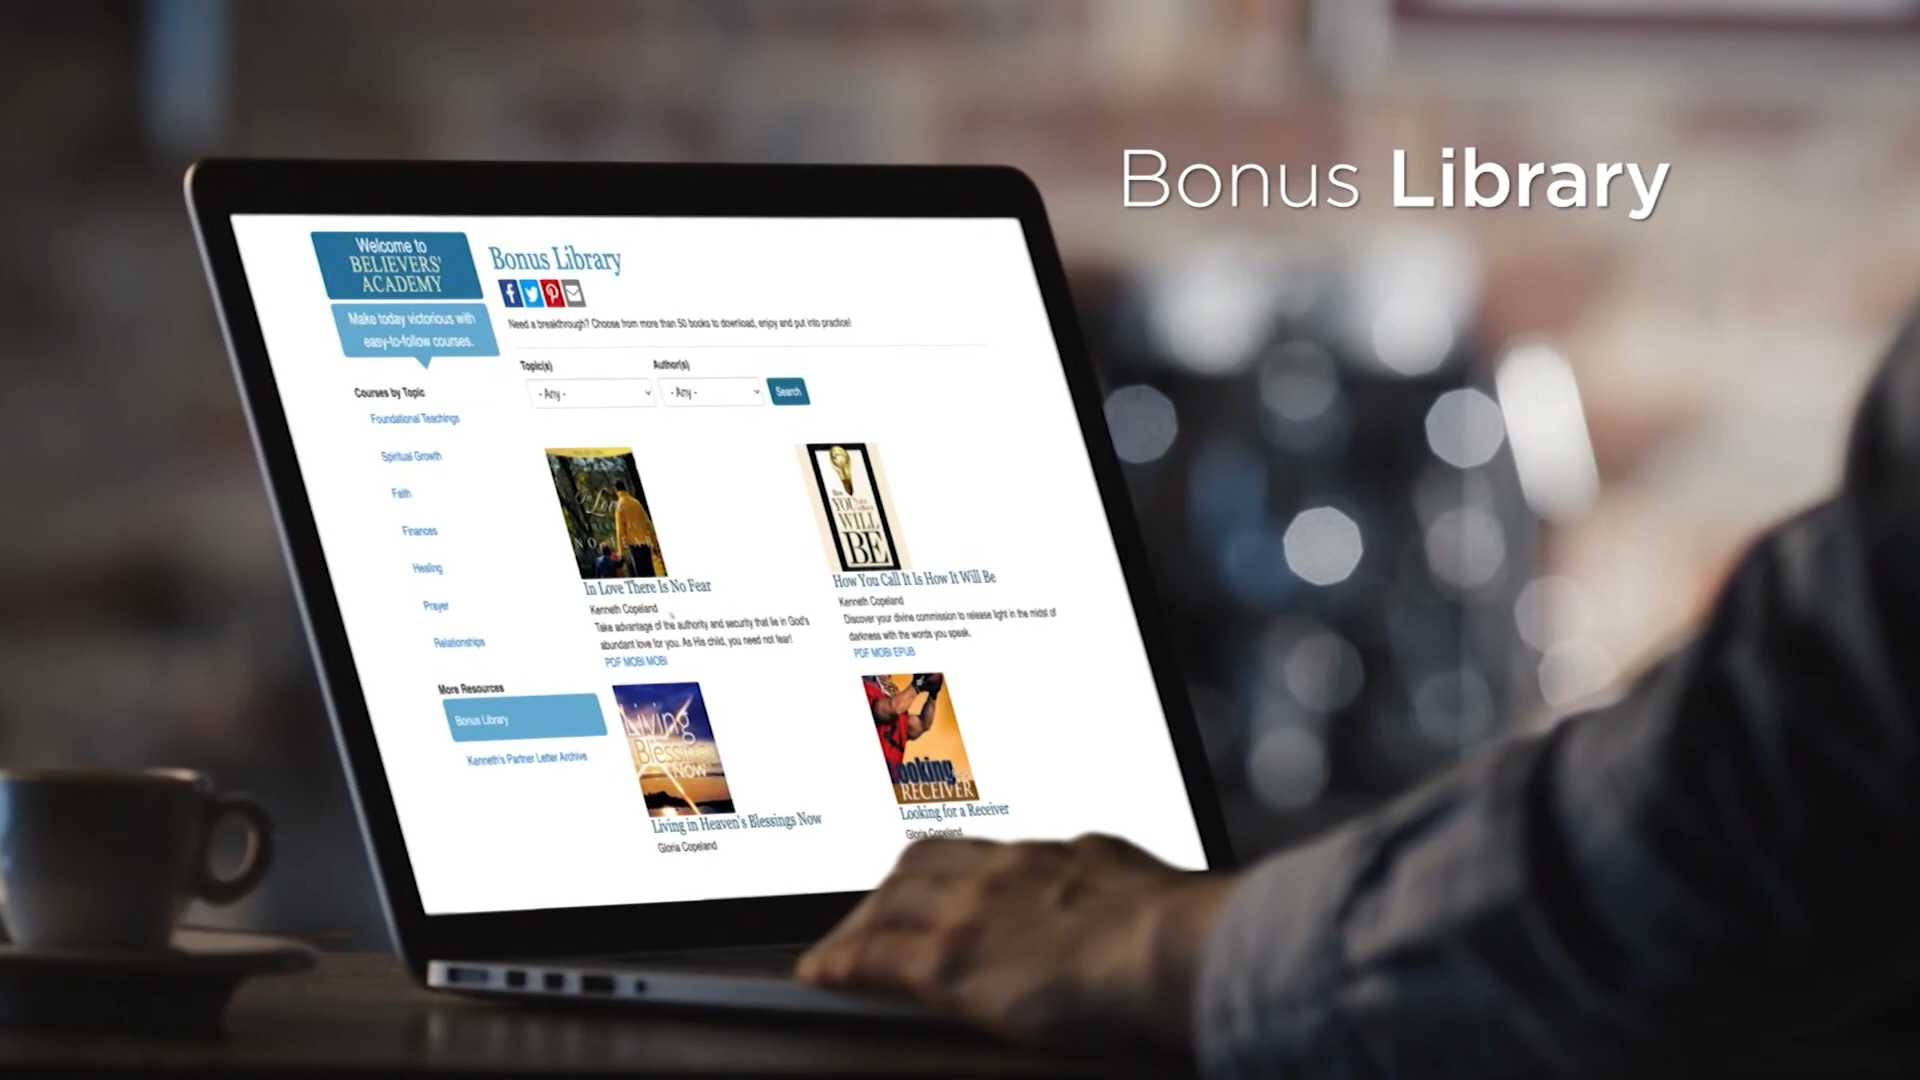 Bonus Library
Welcome to
BELIEVERS'
ACADEMY
Make today victorious with
easy-to-follow courses.
Courses by Topic
Foundational Teachings
Spiritual Growth
Faith
Finances
Healing
Prayer
Relationships
More Resources
Bonus Library
Kenneth's Partner Letter Archive
Bonus Library
Need a breakthrough? Choose from more than 50 books to download, enjoy and put into practice!
Topic(s)
Author(s)
- Any -
- Any -
Search
NO FEAR
In Love There Is No Fear
Kenneth Copeland
Take advantage of the authority and security that lie in God's
abundant love for you. As His child, you need not fear!
PDF MOBI MOBI
How
YOU
WILL
BE
How You Call It Is How It Will Be
Kenneth Copeland
Discover your divine commission to release light in the midst of
darkness with the words you speak.
PDF MOBI EPUB
Living
Blessings
Now
Living in Heaven's Blessings Now
Gloria Copeland
RECEIVER
Looking for a Receiver
Gloria Copeland